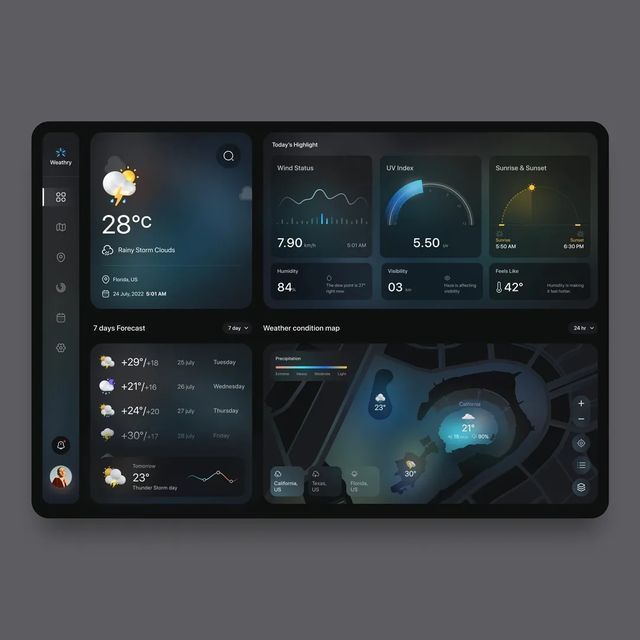 Weathry
28°C
Rainy Storm Clouds
Florida, US
24 July, 2022 5:01 AM
Today's Highlight
Wind Status
7.90 km/h
5:01 AM
UV Index
5.50 uv
Sunrise & Sunset
Sunrise
5:50 AM
Sunset
6:30 PM
Humidity
84%
The dew point is 27°
right now
Visibility
03 km
Haze is affecting
visibility
Feels Like
42°
Humidity is making
it feel hotter.
7 days Forecast
7 day
+29°/+18
25 july
Tuesday
+21°/+16
26 july
Wednesday
+24°/+20
27 july
Thursday
+30°/+17
28 july
Friday
Tomorrow
23°
Thunder Storm day
Weather condition map
24 hr
Precipitation
Extreme
Heavy
Moderate
Light
23°
California
21°
90%
30°
California,
US
Texas,
US
Florida,
US